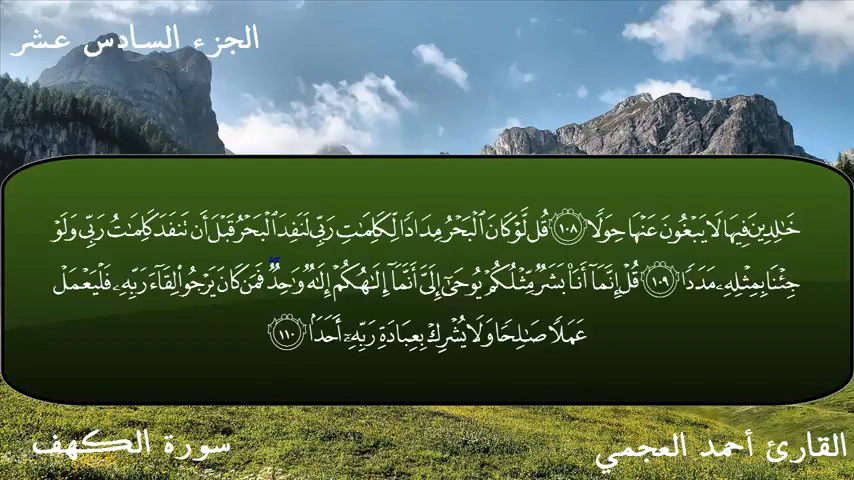 الجزء السادس عشر
خَٰلِدِينَ فِيهَا لَا يَبۡغُونَ عَنۡهَا حِوَلٗا ١٠٨ قُل لَّوۡ كَانَ ٱلۡبَحۡرُ مِدَادٗا لِّكَلِمَٰتِ رَبِّي لَنَفِدَ ٱلۡبَحۡرُ قَبۡلَ أَن تَنفَدَ كَلِمَٰتُ رَبِّي وَلَوۡ
جِئۡنَا بِمِثۡلِهِۦ مَدَدٗا ١٠٩ قُلۡ إِنَّمَآ أَنَا۠ بَشَرٞ مِّثۡلُكُمۡ يُوحَىٰٓ إِلَيَّ أَنَّمَآ إِلَٰهُكُمۡ إِلَٰهٞ وَٰحِدٞۖ فَمَن كَانَ يَرۡجُواْ لِقَآءَ رَبِّهِۦ فَلۡيَعۡمَلۡ
عَمَلٗا صَٰلِحٗا وَلَا يُشۡرِكۡ بِعِبَادَةِ رَبِّهِۦٓ أَحَدَۢا ١١٠
القارئ أحمد العجمي
سورة الكهف